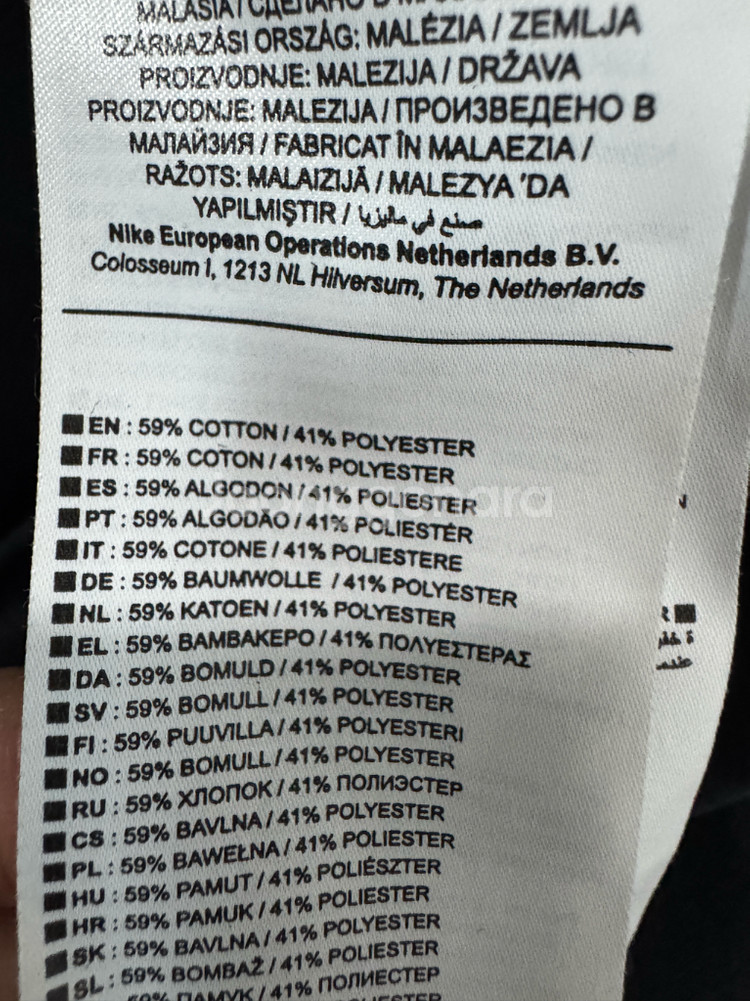 SZÁRMAZÁSI ORSZÁG: MALÉZIA / ZEMLJA
PROIZVODNJE: MALEZIJA / DRŽAVA
PROIZVODNJE: MALEZIJA / ПРОИЗВЕДЕНО В
МАЛАЙЗИЯ / FABRICAT ÎN MALAEZIA /
RAŽOTS: MALAIZIJĀ / MALEZYA 'DA
YAPILMIŞTIR / صنع في ماليزيا
Nike European Operations Netherlands B.V.
Colosseum 1, 1213 NL Hilversum, The Netherlands
EN : 59% COTTON / 41% POLYESTER
FR : 59% COTON / 41% POLYESTER
ES : 59% ALGODON / 41% POLIESTER
PT : 59% ALGODÃO / 41% POLIESTÉR
IT : 59% COTONE / 41% POLIESTERE
DE : 59% BAUMWOLLE / 41% POLYESTER
NL : 59% KATOEN / 41% POLYESTER
EL : 59% ΒΑΜΒΑΚΕΡΟ / 41% ΠΟΛΥΕΣΤΕΡΑΣ
DA : 59% BOMULD / 41% POLYESTER
SV : 59% BOMULL / 41% POLYESTER
FI : 59% PUUVILLA / 41% POLYESTERI
NO : 59% BOMULL / 41% POLYESTER
RU : 59% ХЛОПОК / 41% ПОЛИЭСТЕР
CS : 59% BAVLNA / 41% POLYESTER
PL : 59% BAWEŁNA / 41% POLIESTER
HU : 59% PAMUT / 41% POLIÉSZTER
HR : 59% PAMUK / 41% POLIESTER
SK : 59% BAVLNA / 41% POLYESTER
SL : 59% BOMBAŽ / 41% POLIESTER
59% ПАМУК / 41% ПОЛИЕСТЕР